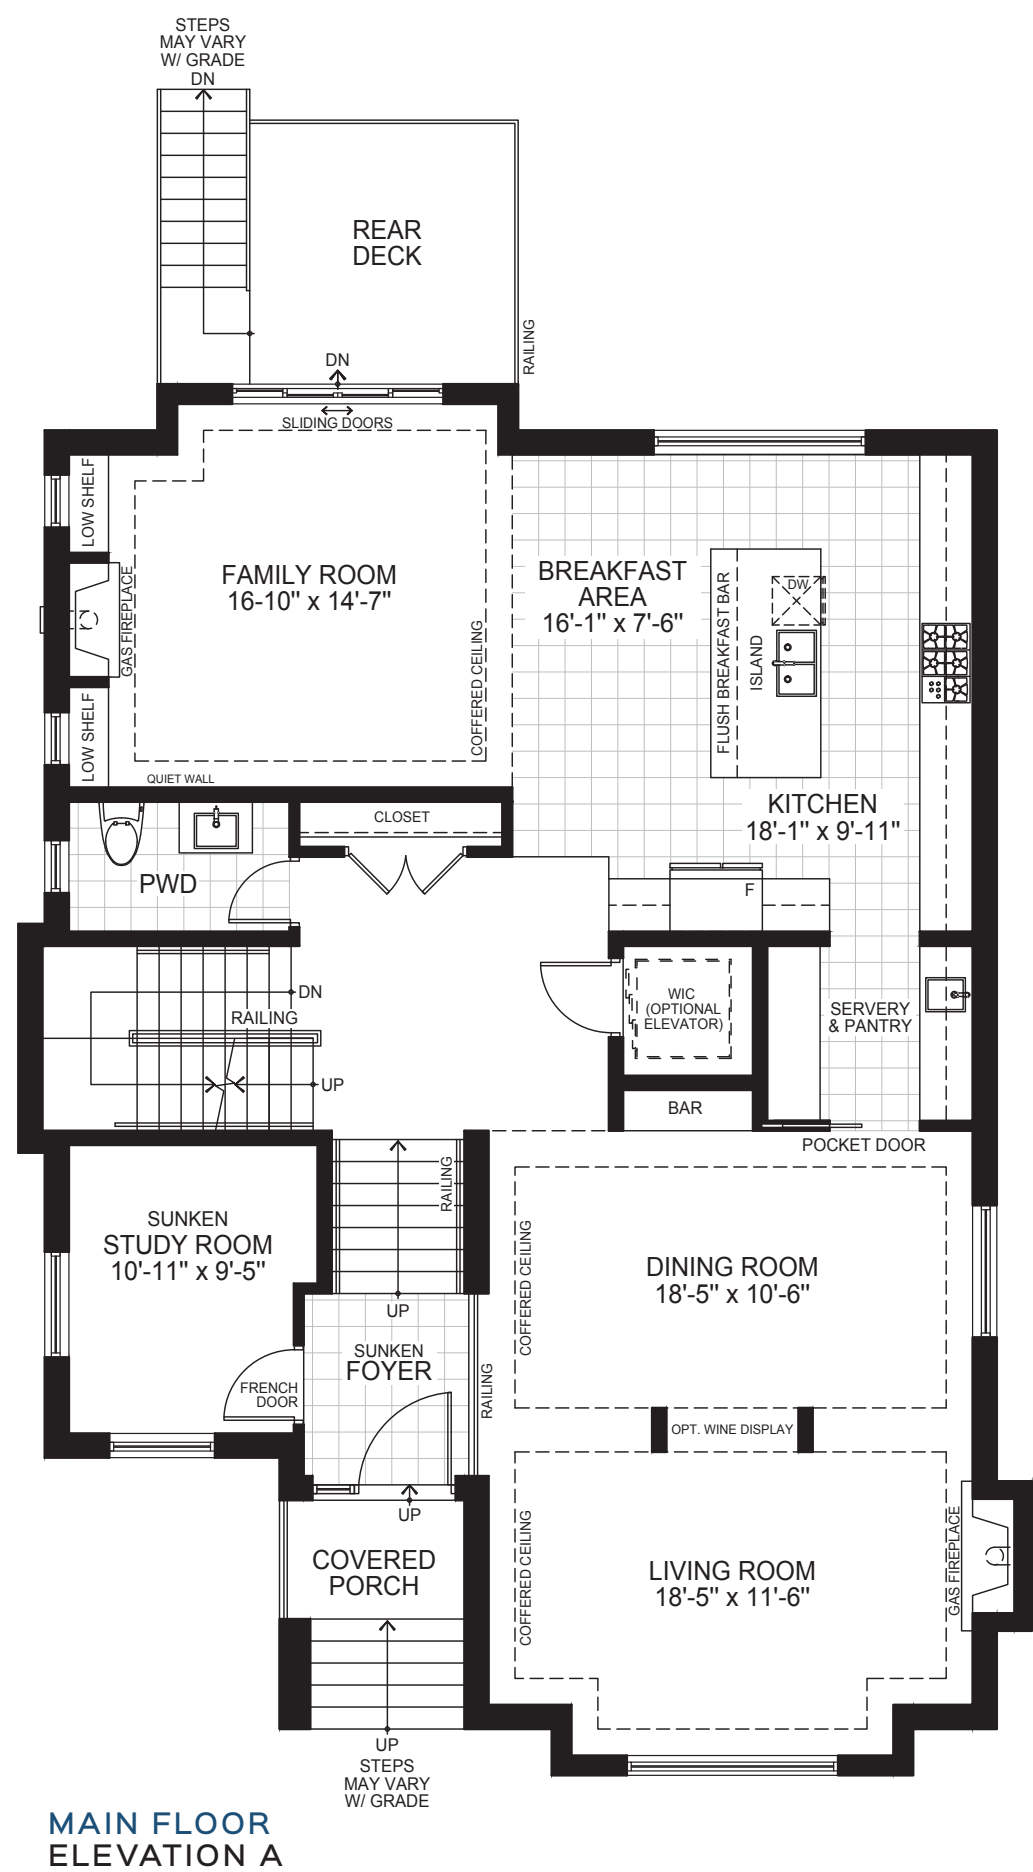 STEPS
MAY VARY
W/ GRADE
DN
REAR
DECK
RAILING
DN
SLIDING DOORS
LOW SHELF
GAS FIREPLACE
LOW SHELF
FAMILY ROOM
16-10" x 14'-7"
COFFERED CEILING
QUIET WALL
BREAKFAST
AREA
16'-1" x 7'-6"
FLUSH BREAKFAST BAR
ISLAND
DW
KITCHEN
18'-1" x 9'-11"
CLOSET
PWD
F
DN
RAILING
UP
WIC
(OPTIONAL
ELEVATOR)
SERVERY
& PANTRY
BAR
POCKET DOOR
RAILING
UP
SUNKEN
STUDY ROOM
10'-11" x 9'-5"
FRENCH
DOOR
SUNKEN
FOYER
RAILING
COFFERED CEILING
DINING ROOM
18'-5" x 10'-6"
OPT. WINE DISPLAY
UP
COVERED
PORCH
COFFERED CEILING
LIVING ROOM
18'-5" x 11'-6"
GAS FIREPLACE
UP
STEPS
MAY VARY
W/ GRADE
MAIN FLOOR
ELEVATION A